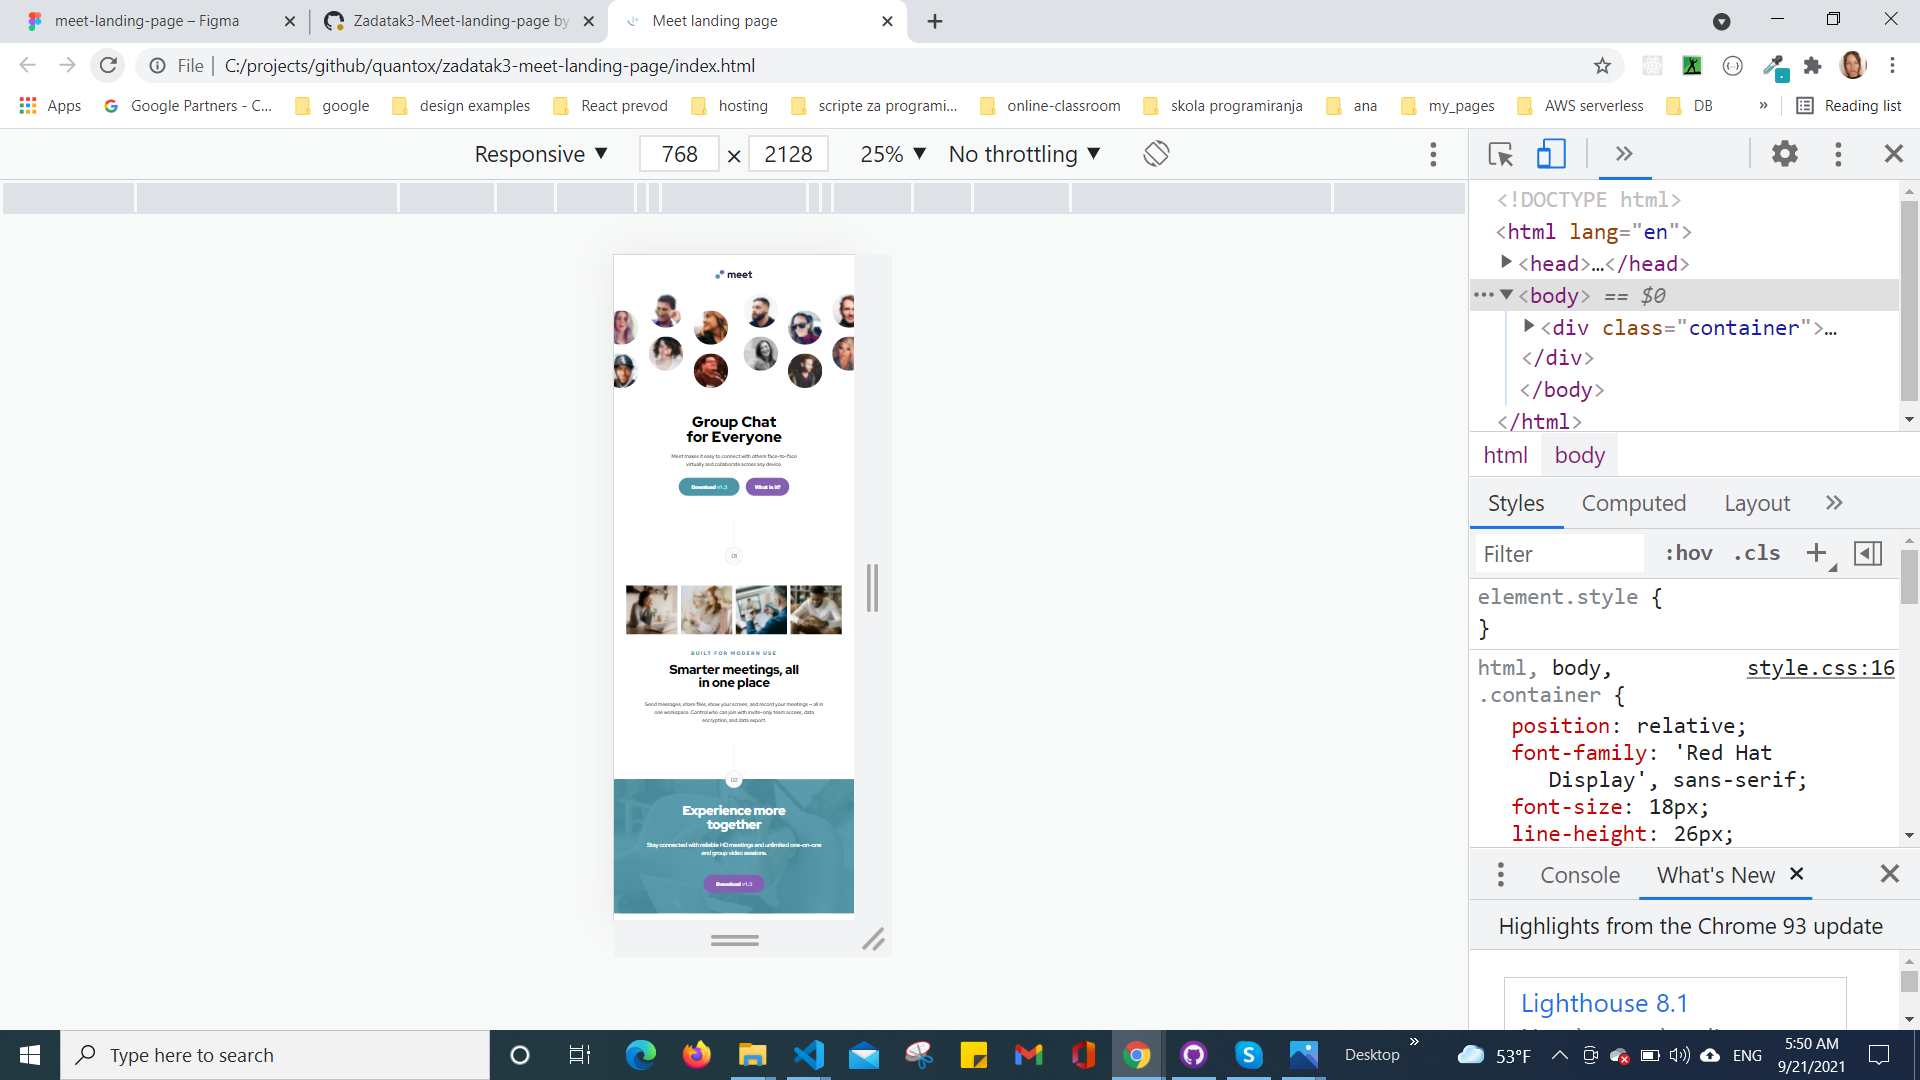 meet-landing-page – Figma
Zadatak3-Meet-landing-page by
Meet landing page
File
C:/projects/github/quantox/zadatak3-meet-landing-page/index.html
Apps
Google Partners - C...
google
design examples
React prevod
hosting
scripte za programi...
online-classroom
skola programiranja
ana
my_pages
AWS serverless
DB
»
Reading list
Responsive ▼
768 × 2128
25% ▼
No throttling ▼
<!DOCTYPE html>
<html lang="en">
<head>…</head>
<body> == $0
<div class="container">…
</div>
</body>
</html>
html body
Styles Computed Layout »
Filter
:hov .cls
element.style {
}
html, body, style.css:16
.container {
position: relative;
font-family: 'Red Hat
Display', sans-serif;
font-size: 18px;
line-height: 26px;
Console
What's New
Highlights from the Chrome 93 update
Lighthouse 8.1
meet
Group Chat
for Everyone
Meet makes it easy to connect with others face-to-face
virtually and collaborate across any device.
Download v1.3
What is it?
01
BUILT FOR MODERN USE
Smarter meetings, all
in one place
Send messages, share files, show your screen, and record your meetings – all in
one workspace. Control who can join with invite-only team access, data
encryption, and data export.
02
Experience more
together
Stay connected with reliable HD meetings and unlimited one-on-one
and group video sessions.
Download v1.3
Type here to search
Desktop »
53°F
ENG
5:50 AM
9/21/2021